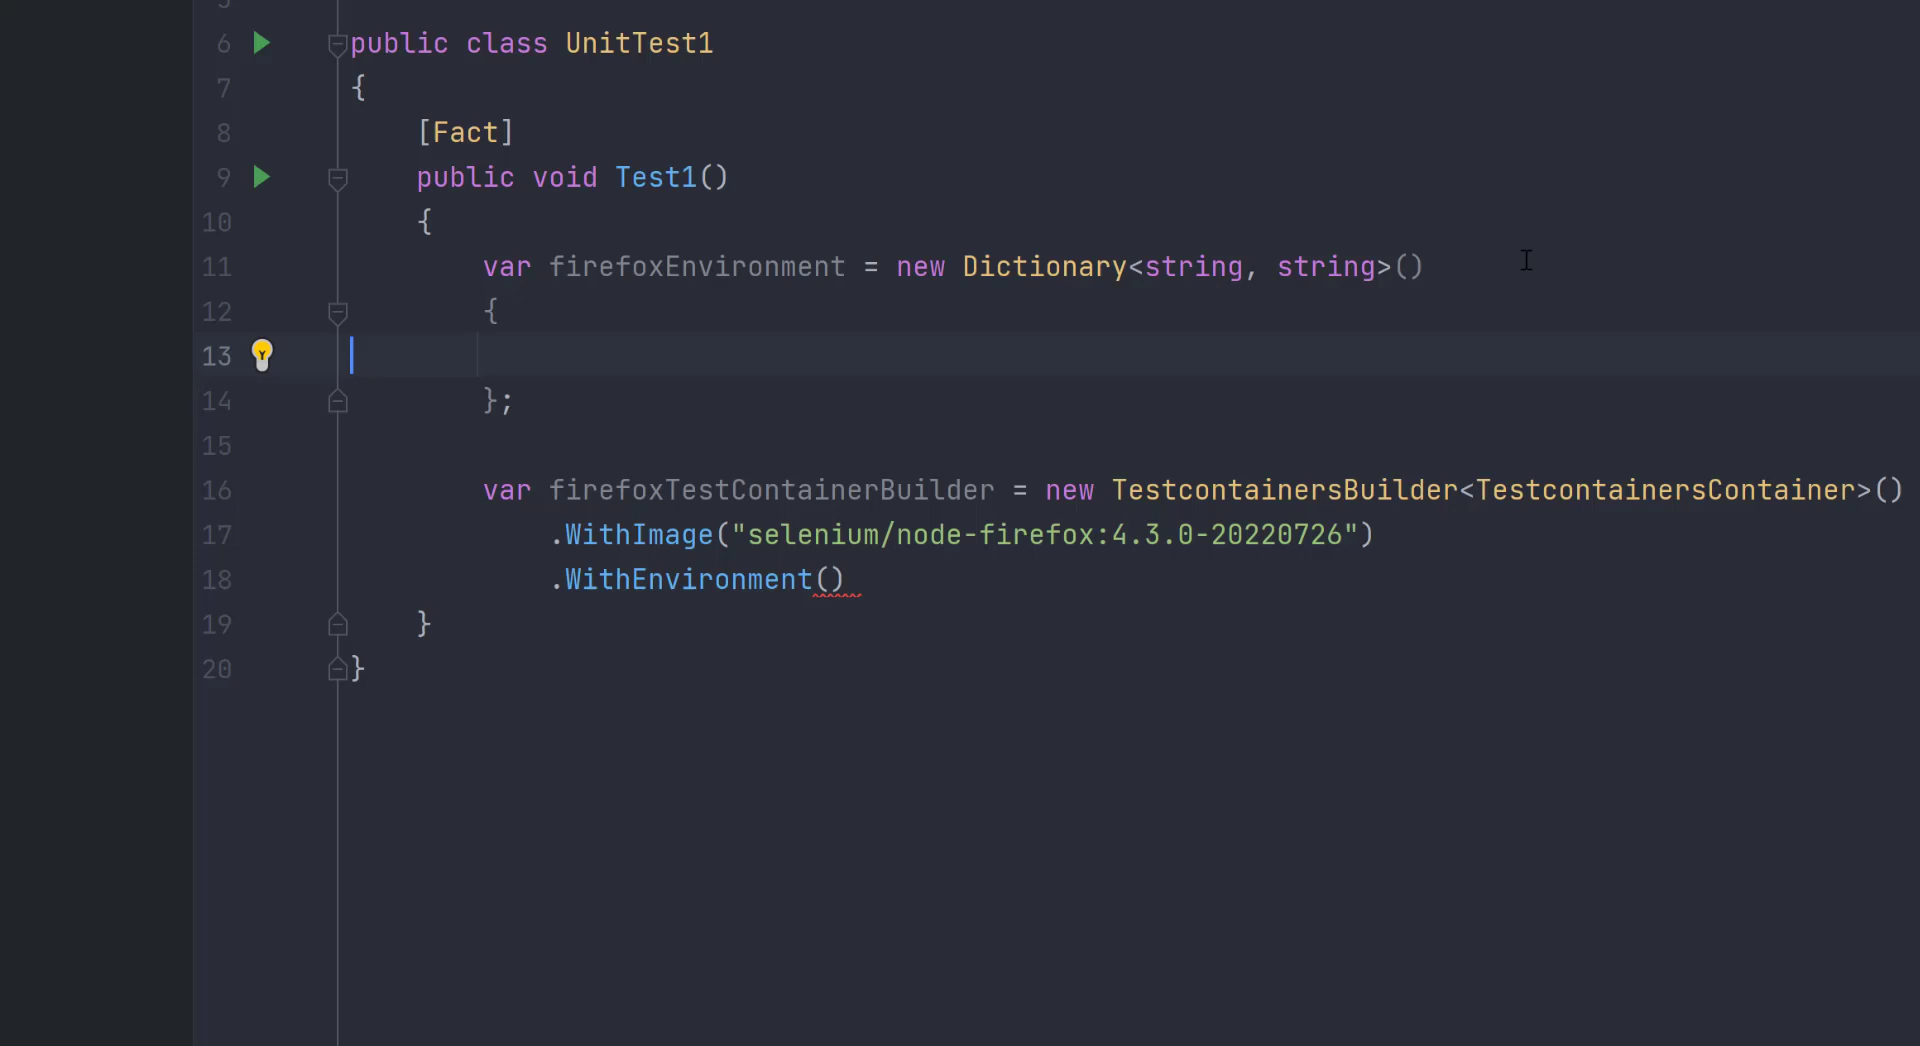 6 public class UnitTest1
7 {
8 [Fact]
9 public void Test1()
10 {
11 var firefoxEnvironment = new Dictionary<string, string>()
12 {
13
14 };
15
16 var firefoxTestContainerBuilder = new TestcontainersBuilder<TestcontainersContainer>()
17 .WithImage("selenium/node-firefox:4.3.0-20220726")
18 .WithEnvironment()
19 }
20 }